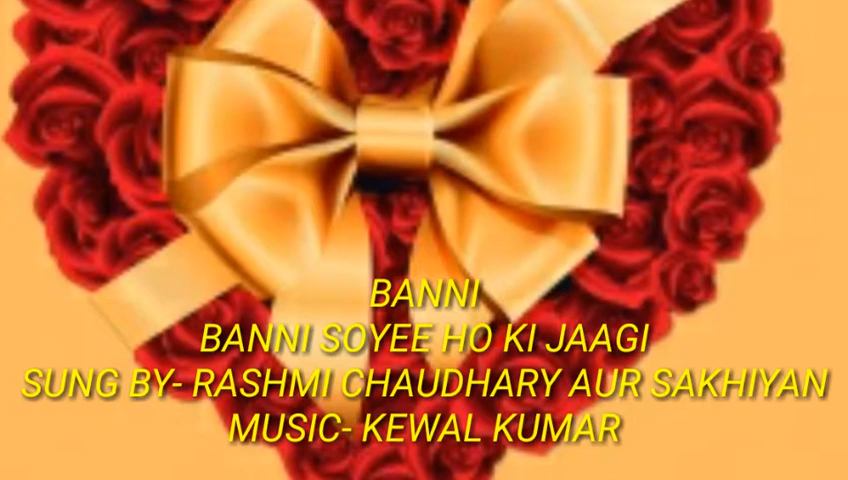 BANNI
BANNI SOYEE HO KI JAAGI
SUNG BY- RASHMI CHAUDHARY AUR SAKHIYAN
MUSIC- KEWAL KUMAR